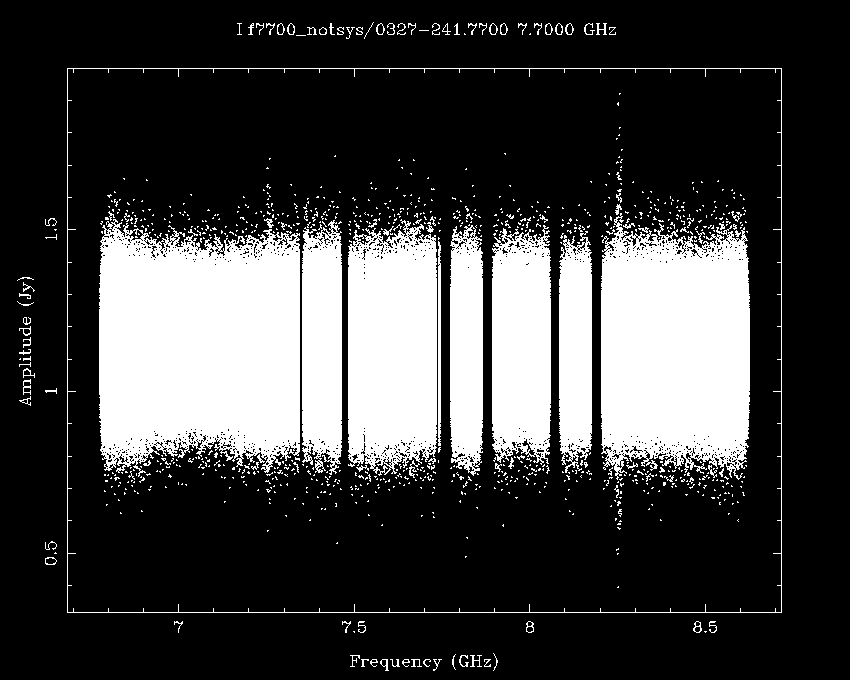 If7700_notsys/0327-241.7700 7.7000 GHz
1.5
Amplitude (Jy)
1
0.5
7 7.5 8 8.5
Frequency (GHz)